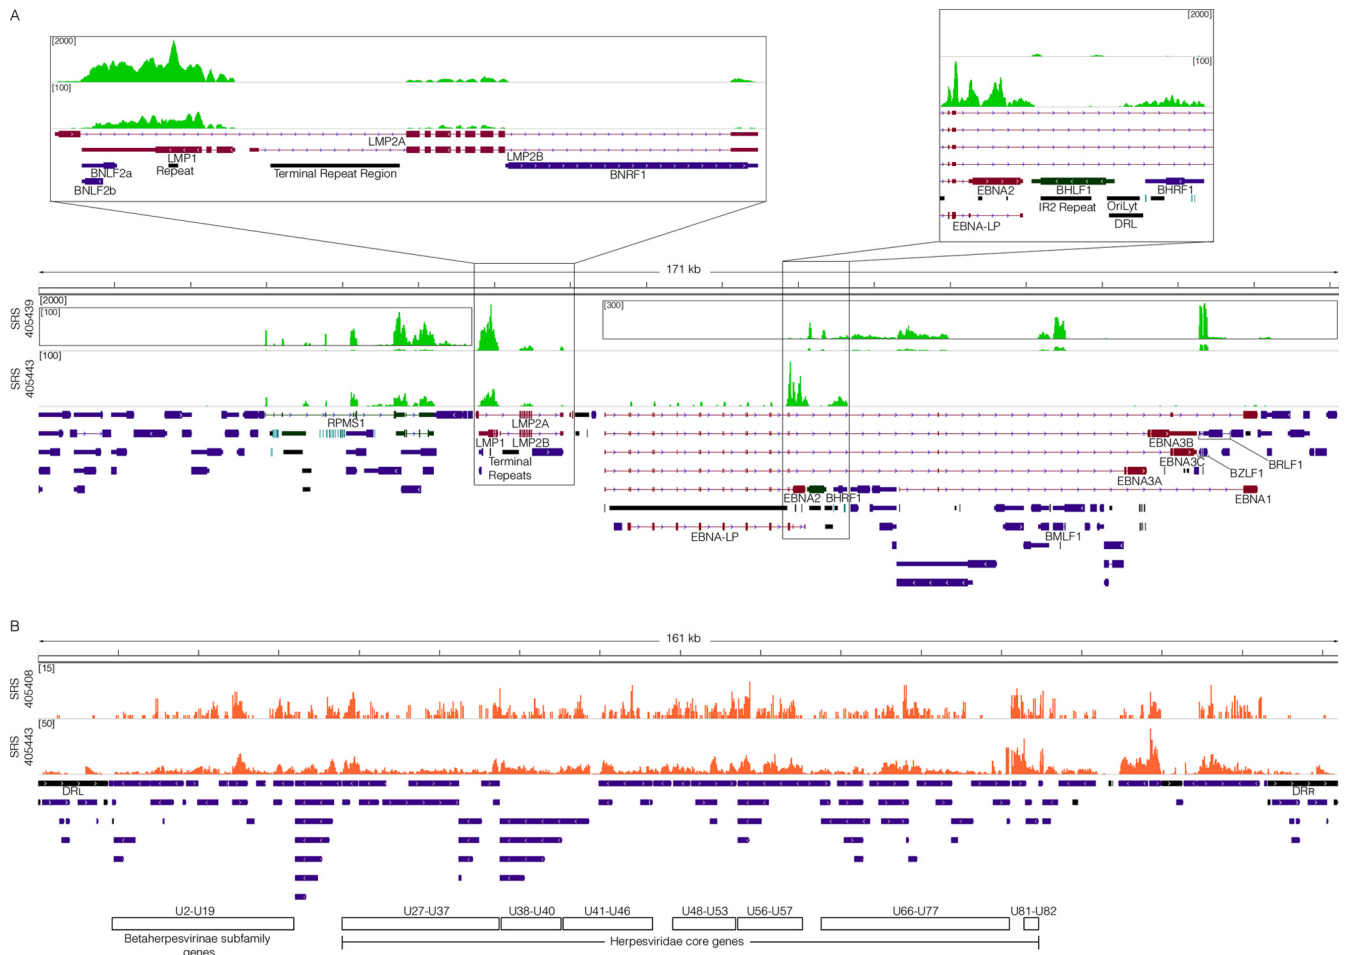 A
[2000]
[100]
LMP2A
LMP1
Repeat
LMP2B
BNLF2a
BNLF2b
Terminal Repeat Region
BNRF1
[2000]
[100]
EBNA2
BHLF1
BHRF1
IR2 Repeat
OriLyt
DRL
EBNA-LP
171 kb
SRS
405439
[2000]
[100]
[300]
SRS
405443
[100]
RPMS1
LMP2A
LMP1
LMP2B
Terminal
Repeats
EBNA3B
EBNA3C
BRLF1
BZLF1
EBNA3A
EBNA2
BHRF1
EBNA1
EBNA-LP
BMLF1
B
161 kb
SRS
405408
[15]
SRS
405443
[50]
DRL
DRR
U2-U19
U27-U37
U38-U40
U41-U46
U48-U53
U56-U57
U66-U77
U81-U82
Betaherpesvirinae subfamily
genes
Herpesviridae core genes